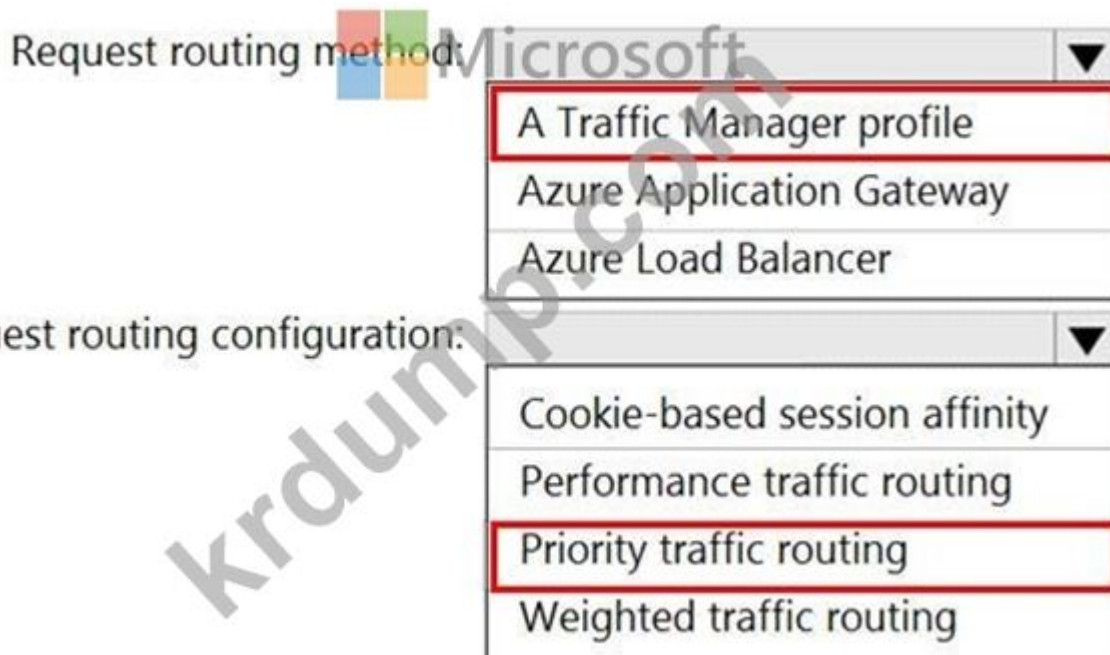 Request routing method:
Microsoft
A Traffic Manager profile
Azure Application Gateway
Azure Load Balancer
est routing configuration:
Cookie-based session affinity
Performance traffic routing
Priority traffic routing
Weighted traffic routing
krdump.com